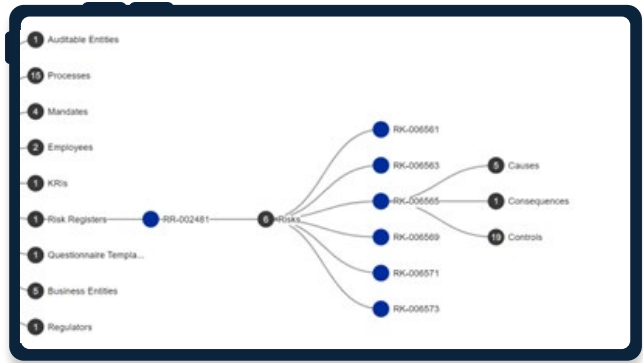 1 Auditable Entities
15 Processes
4 Mandates
2 Employees
1 KRIs
1 Risk Registers
RR-002481
6 Risks
1 Questionnaire Templa...
5 Business Entities
1 Regulators
RK-006561
RK-006563
RK-006565
RK-006569
RK-006571
RK-006573
5 Causes
1 Consequences
19 Controls